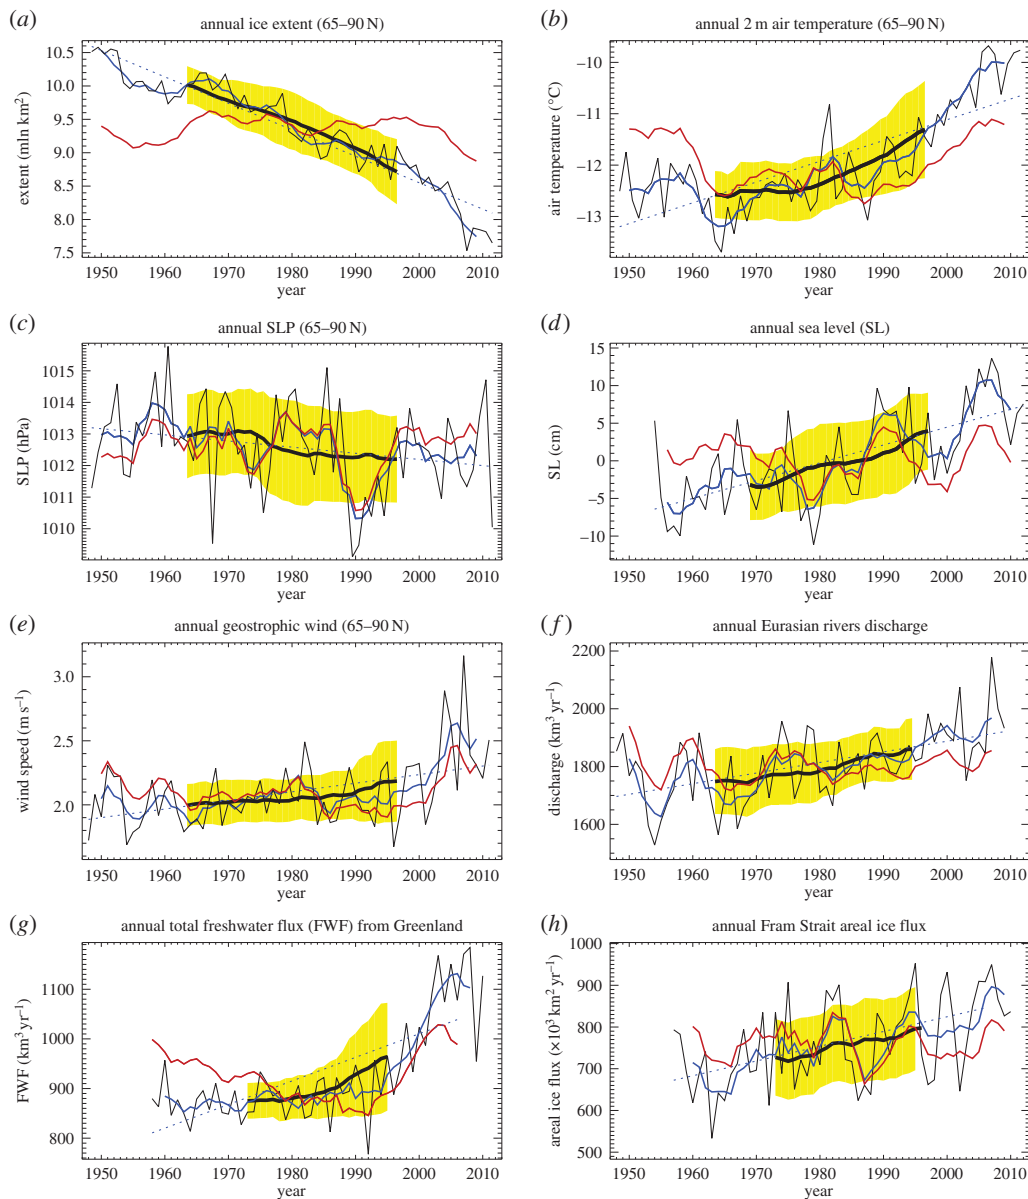 (a) annual ice extent (65–90 N)
extent (mln km²)
10.5
10.0
9.5
9.0
8.5
8.0
7.5
1950 1960 1970 1980 1990 2000 2010
year
(b) annual 2 m air temperature (65–90 N)
air temperature (°C)
−10
−11
−12
−13
1950 1960 1970 1980 1990 2000 2010
year
(c) annual SLP (65–90 N)
SLP (hPa)
1015
1014
1013
1012
1011
1010
1950 1960 1970 1980 1990 2000 2010
year
(d) annual sea level (SL)
SL (cm)
15
10
5
0
−5
−10
1950 1960 1970 1980 1990 2000 2010
year
(e) annual geostrophic wind (65–90 N)
wind speed (m s⁻¹)
3.0
2.5
2.0
1950 1960 1970 1980 1990 2000 2010
year
(f) annual Eurasian rivers discharge
discharge (km³ yr⁻¹)
2200
2000
1800
1600
1950 1960 1970 1980 1990 2000 2010
year
(g) annual total freshwater flux (FWF) from Greenland
FWF (km³ yr⁻¹)
1100
1000
900
800
1950 1960 1970 1980 1990 2000 2010
year
(h) annual Fram Strait areal ice flux
areal ice flux (×10³ km² yr⁻¹)
1000
900
800
700
600
500
1950 1960 1970 1980 1990 2000 2010
year